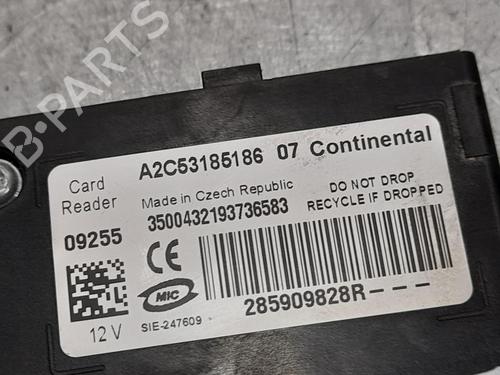 B-PARTS
Card Reader
A2C53185186 07 Continental
Made in Czech Republic
3500432193736583
DO NOT DROP
RECYCLE IF DROPPED
09255
CE
MIC
12 V
SIE-247609
285909828R---